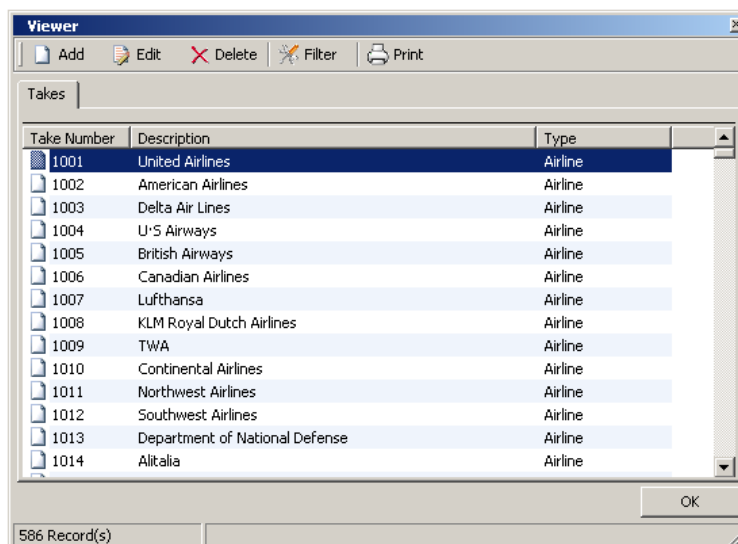 Viewer
Add Edit Delete Filter Print
Takes
Take Number Description Type
1001 United Airlines Airline
1002 American Airlines Airline
1003 Delta Air Lines Airline
1004 U·S Airways Airline
1005 British Airways Airline
1006 Canadian Airlines Airline
1007 Lufthansa Airline
1008 KLM Royal Dutch Airlines Airline
1009 TWA Airline
1010 Continental Airlines Airline
1011 Northwest Airlines Airline
1012 Southwest Airlines Airline
1013 Department of National Defense Airline
1014 Alitalia Airline
OK
586 Record(s)